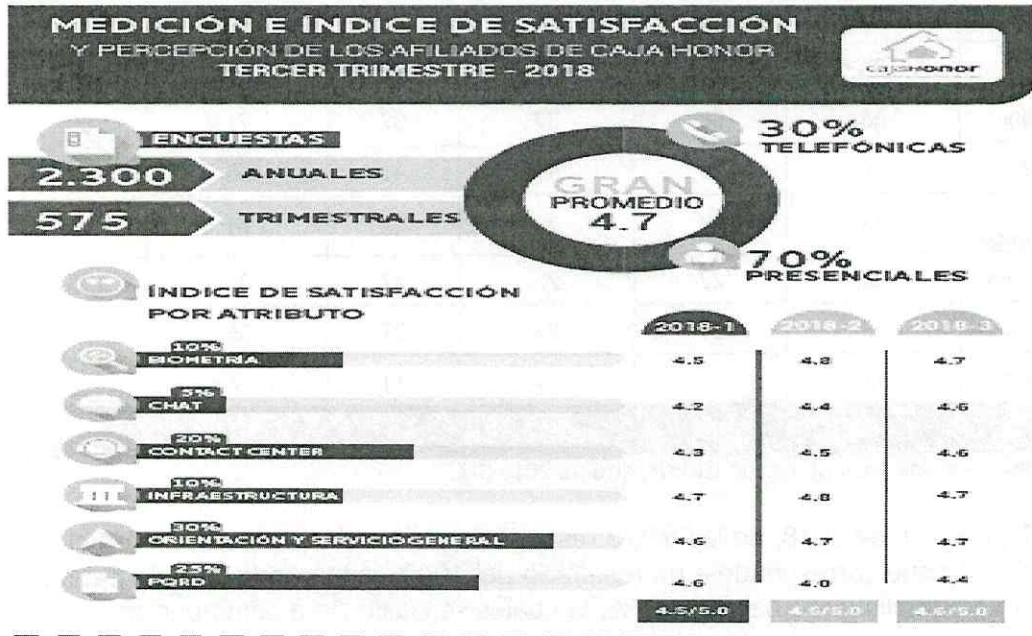 MEDICIÓN E ÍNDICE DE SATISFACCIÓN
Y PERCEPCIÓN DE LOS AFILIADOS DE CAJA HONOR
TERCER TRIMESTRE - 2018
cajaHONOR
ENCUESTAS
2.300 ANUALES
575 TRIMESTRALES
GRAN
PROMEDIO
4.7
30%
TELEFÓNICAS
70%
PRESENCIALES
ÍNDICE DE SATISFACCIÓN
POR ATRIBUTO
2018-1 2018-2 2018-3
10%
BIOMETRÍA 4.5 4.8 4.7
5%
CHAT 4.2 4.4 4.6
20%
CONTACT CENTER 4.3 4.5 4.6
10%
INFRAESTRUCTURA 4.7 4.8 4.7
30%
ORIENTACIÓN Y SERVICIO GENERAL 4.6 4.7 4.7
25%
PQRD 4.6 4.4
4.5/5.0 4.5/5.0 4.6/5.0